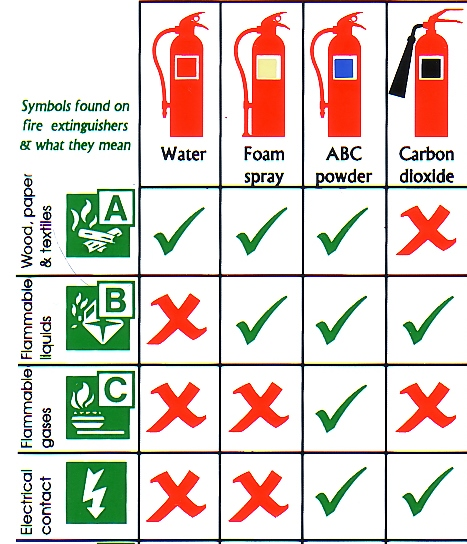 Symbols found on
fire extinguishers
& what they mean
Water
Foam
spray
ABC
powder
Carbon
dioxide
Wood, paper
& textiles
A
Flammable
liquids
B
Flammable
gases
C
Electrical
contact